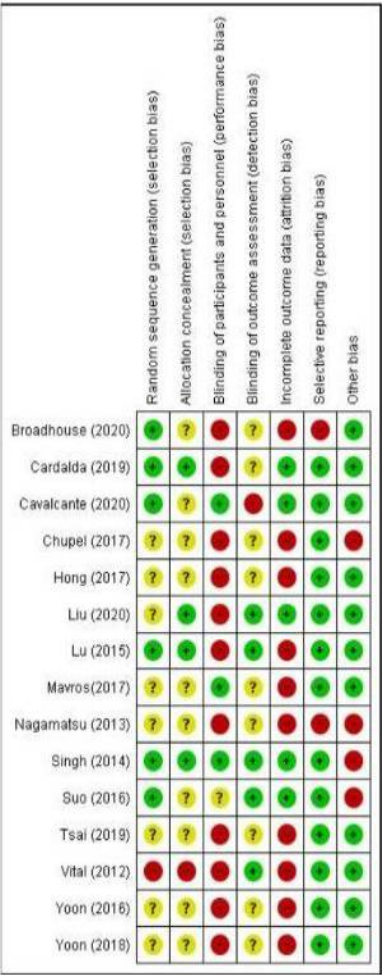 Random sequence generation (selection bias)
Allocation concealment (selection bias)
Blinding of participants and personnel (performance bias)
Blinding of outcome assessment (detection bias)
Incomplete outcome data (attrition bias)
Selective reporting (reporting bias)
Other bias
Broadhouse (2020) + ? ? +
Cardalda (2019) + + ? + + +
Cavalcante (2020) + ? + + + +
Chupel (2017) ? ? ? +
Hong (2017) ? ? ? + +
Liu (2020) ? + + + + +
Lu (2015) + + + + +
Mavros(2017) ? ? + ? + +
Nagamatsu (2013) ? ? ?
Singh (2014) + + + + + +
Suo (2016) + ? ? + + +
Tsai (2019) ? ? ? + +
Vital (2012) + + +
Yoon (2016) ? ? ? + +
Yoon (2018) ? ? ? + +